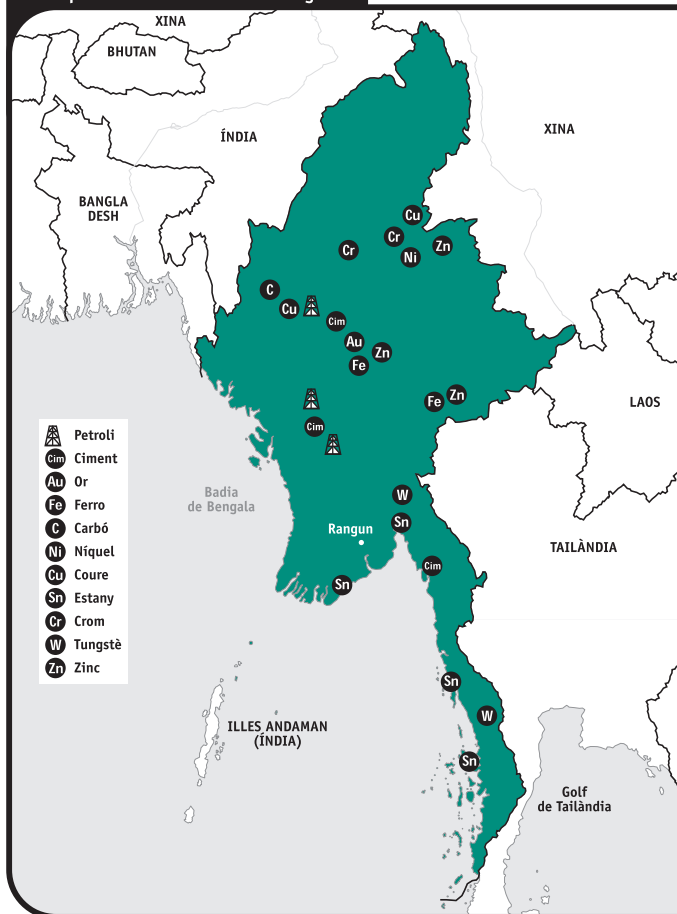 XINA
BHUTAN
ÍNDIA
XINA
BANGLA
DESH
Cu
Cr
Cr
Zn
Ni
C
Cu
Cim
Au
Zn
Fe
Zn
Fe
LAOS
Cim
Petroli
Cim Ciment
Au Or
Fe Ferro
C Carbó
Ni Níquel
Cu Coure
Sn Estany
Cr Crom
W Tungstè
Zn Zinc
Badia
de Bengala
W
Sn
Rangun
TAILÀNDIA
Cim
Sn
Sn
W
ILLES ANDAMAN
(ÍNDIA)
Sn
Golf
de Tailàndia